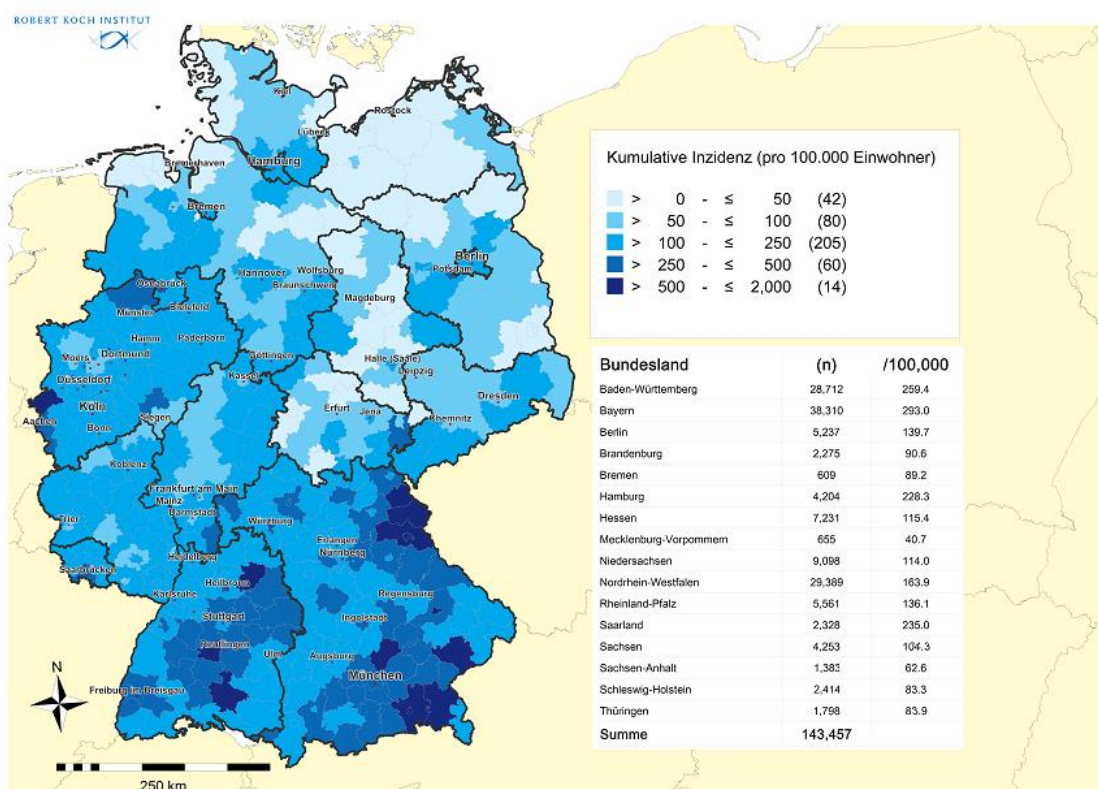 ROBERT KOCH INSTITUT
Kiel
Rostock
Lübeck
Bremerhaven
Hamburg
Bremen
Berlin
Potsdam
Hannover
Wolfsburg
Braunschweig
Osnabrück
Magdeburg
Münster
Bielefeld
Hamm
Paderborn
Moers
Dortmund
Göttingen
Halle (Saale)
Düsseldorf
Kassel
Leipzig
Köln
Erfurt
Jena
Dresden
Aachen
Siegen
Chemnitz
Bonn
Koblenz
Frankfurt am Main
Mainz
Darmstadt
Trier
Würzburg
Erlangen
Nürnberg
Heidelberg
Saarbrücken
Heilbronn
Karlsruhe
Regensburg
Stuttgart
Ingolstadt
Reutlingen
Ulm
Augsburg
München
Freiburg im Breisgau
N
250 km
Kumulative Inzidenz (pro 100.000 Einwohner)
> 0 - ≤ 50 (42)
> 50 - ≤ 100 (80)
> 100 - ≤ 250 (205)
> 250 - ≤ 500 (60)
> 500 - ≤ 2,000 (14)
Bundesland (n) /100,000
Baden-Württemberg 28,712 259.4
Bayern 38,310 293.0
Berlin 5,237 139.7
Brandenburg 2,275 90.6
Bremen 609 89.2
Hamburg 4,204 228.3
Hessen 7,231 115.4
Mecklenburg-Vorpommern 655 40.7
Niedersachsen 9,098 114.0
Nordrhein-Westfalen 29,389 163.9
Rheinland-Pfalz 5,561 136.1
Saarland 2,328 235.0
Sachsen 4,253 104.3
Sachsen-Anhalt 1,383 62.6
Schleswig-Holstein 2,414 83.3
Thüringen 1,798 83.9
Summe 143,457